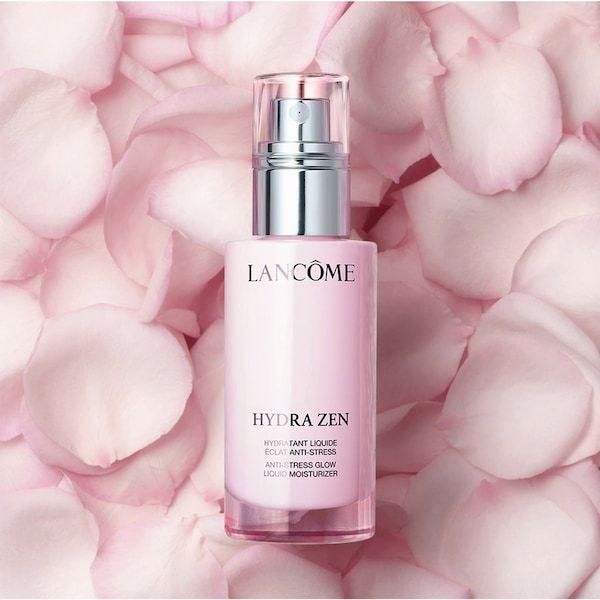 LANCÔME
HYDRA ZEN
HYDRATANT LIQUIDE
ÉCLAT ANTI-STRESS
ANTI-STRESS GLOW
LIQUID MOISTURIZER